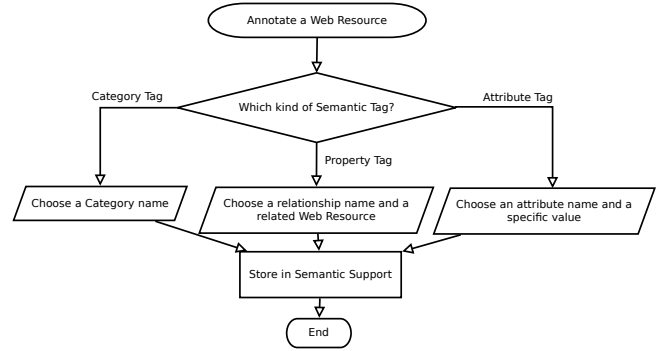 Annotate a Web Resource
Category Tag
Which kind of Semantic Tag?
Attribute Tag
Property Tag
Choose a Category name
Choose a relationship name and a
related Web Resource
Choose an attribute name and a
specific value
Store in Semantic Support
End